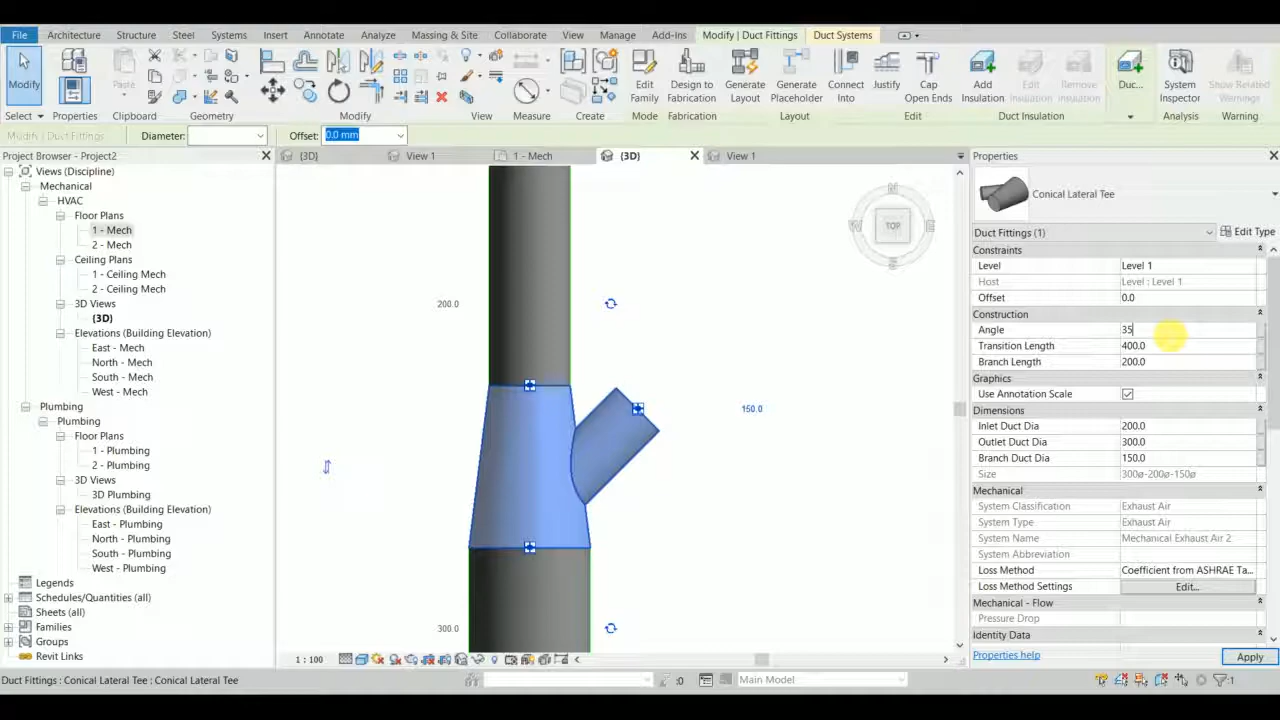 File Architecture Structure Steel Systems Insert Annotate Analyze Massing & Site Collaborate View Manage Add-Ins Modify | Duct Fittings Duct Systems
Modify
Paste
Edit Family
Design to Fabrication
Generate Layout
Generate Placeholder
Connect Into
Justify
Cap Open Ends
Add Insulation
Edit Insulation
Remove Insulation
Duc...
System Inspector
Show Related Warnings
Select Properties Clipboard Geometry Modify View Measure Create Mode Fabrication Layout Edit Duct Insulation Analysis Warning
Modify | Duct Fittings Diameter: Offset: 0.0 mm
Project Browser - Project2
(3D) View 1 1 - Mech (3D) View 1
Views (Discipline)
Mechanical
HVAC
Floor Plans
1 - Mech
2 - Mech
Ceiling Plans
1 - Ceiling Mech
2 - Ceiling Mech
3D Views
(3D)
Elevations (Building Elevation)
East - Mech
North - Mech
South - Mech
West - Mech
Plumbing
Plumbing
Floor Plans
1 - Plumbing
2 - Plumbing
3D Views
3D Plumbing
Elevations (Building Elevation)
East - Plumbing
North - Plumbing
South - Plumbing
West - Plumbing
Legends
Schedules/Quantities (all)
Sheets (all)
Families
Groups
Revit Links
N
W TOP E
S
200.0
150.0
300.0
1 : 100
Properties
Conical Lateral Tee
Duct Fittings (1) Edit Type
Constraints
Level Level 1
Host Level : Level 1
Offset 0.0
Construction
Angle 35
Transition Length 400.0
Branch Length 200.0
Graphics
Use Annotation Scale
Dimensions
Inlet Duct Dia 200.0
Outlet Duct Dia 300.0
Branch Duct Dia 150.0
Size 300ø-200ø-150ø
Mechanical
System Classification Exhaust Air
System Type Exhaust Air
System Name Mechanical Exhaust Air 2
System Abbreviation
Loss Method Coefficient from ASHRAE Ta...
Loss Method Settings Edit...
Mechanical - Flow
Pressure Drop
Identity Data
Properties help Apply
Duct Fittings : Conical Lateral Tee : Conical Lateral Tee :0 Main Model :1